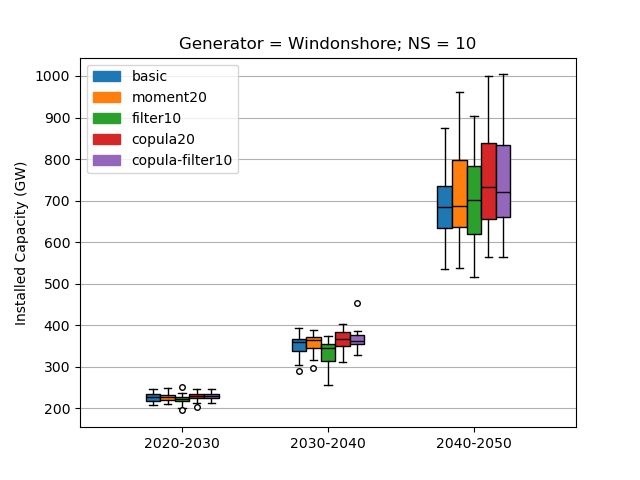 Generator = Windonshore; NS = 10
basic
moment20
filter10
copula20
copula-filter10
Installed Capacity (GW)
1000
900
800
700
600
500
400
300
200
2020-2030
2030-2040
2040-2050